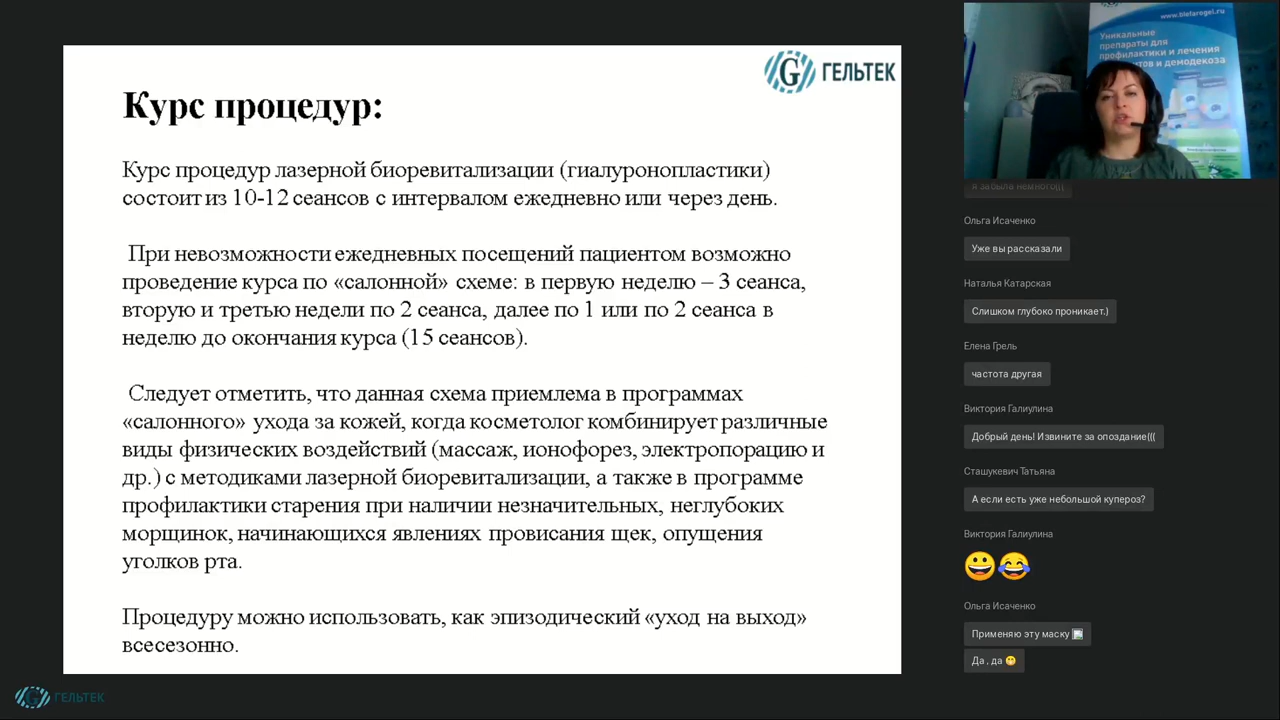 ГЕЛЬТЕК
Курс процедур:
Курс процедур лазерной биоревитализации (гиалуронопластики)
состоит из 10-12 сеансов с интервалом ежедневно или через день.
При невозможности ежедневных посещений пациентом возможно
проведение курса по «салонной» схеме: в первую неделю – 3 сеанса,
вторую и третью недели по 2 сеанса, далее по 1 или по 2 сеанса в
неделю до окончания курса (15 сеансов).
Следует отметить, что данная схема приемлема в программах
«салонного» ухода за кожей, когда косметолог комбинирует различные
виды физических воздействий (массаж, ионофорез, электропорацию и
др.) с методиками лазерной биоревитализации, а также в программе
профилактики старения при наличии незначительных, неглубоких
морщинок, начинающихся явлениях провисания щек, опущения
уголков рта.
Процедуру можно использовать, как эпизодический «уход на выход»
всесезонно.
ГЕЛЬТЕК
www.blefarogel.ru
Уникальные
препараты для
профилактики и лечения
и демодекоза
я забыла немного(((
Ольга Исаченко
Уже вы рассказали
Наталья Катарская
Слишком глубоко проникает.)
Елена Грель
частота другая
Виктория Галиулина
Добрый день! Извините за опоздание(((
Сташукевич Татьяна
А если есть уже небольшой купероз?
Виктория Галиулина
😀😂
Ольга Исаченко
Применяю эту маску
Да , да 🤭